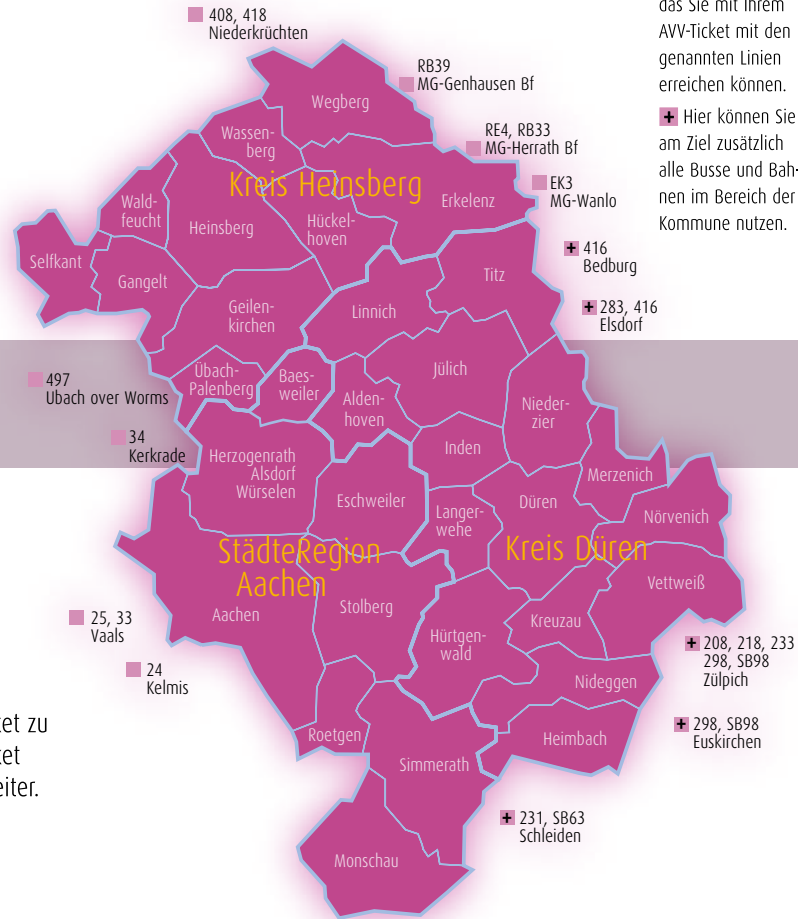 das Sie mit Ihrem
AVV-Ticket mit den
genannten Linien
erreichen können.
+ Hier können Sie
am Ziel zusätzlich
alle Busse und Bah-
nen im Bereich der
Kommune nutzen.
408, 418
Niederkrüchten
RB39
MG-Genhausen Bf
RE4, RB33
MG-Herrath Bf
EK3
MG-Wanlo
+ 416
Bedburg
+ 283, 416
Elsdorf
Wegberg
Wassen-
berg
Kreis Heinsberg
Erkelenz
Wald-
feucht
Heinsberg
Hückel-
hoven
Selfkant
Gangelt
Titz
Geilen-
kirchen
Linnich
Übach-
Palenberg
Baes-
weiler
Jülich
Alden-
hoven
Nieder-
zier
497
Ubach over Worms
34
Kerkrade
Herzogenrath
Alsdorf
Würselen
Inden
Eschweiler
Merzenich
Langer-
wehe
Düren
Nörvenich
StädteRegion
Aachen
Kreis Düren
Vettweiß
Aachen
Stolberg
Kreuzau
Hürtgen-
wald
25, 33
Vaals
24
Kelmis
+ 208, 218, 233
298, SB98
Zülpich
Nideggen
+ 298, SB98
Euskirchen
Roetgen
Heimbach
Simmerath
+ 231, SB63
Schleiden
Monschau
ket zu
ket
eiter.